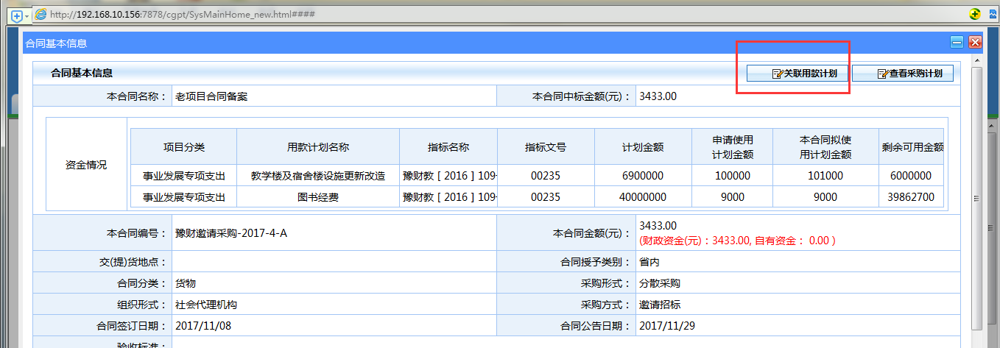 http://192.168.10.156:7878/cgpt/SysMainHome_new.html####
合同基本信息
合同基本信息
关联用款计划
查看采购计划
本合同名称： 老项目合同备案 本合同中标金额(元)： 3433.00
资金情况
项目分类 用款计划名称 指标名称 指标文号 计划金额 申请使用
计划金额 本合同拟使
用计划金额 剩余可用金额
事业发展专项支出 教学楼及宿舍楼设施更新改造 豫财教 [ 2016 ] 109 00235 6900000 100000 101000 6000000
事业发展专项支出 图书经费 豫财教 [ 2016 ] 109 00235 40000000 9000 9000 39862700
本合同编号： 豫财邀请采购-2017-4-A 本合同金额(元)： 3433.00
(财政资金(元)：3433.00, 自有资金： 0.00 )
交(提)货地点： 合同授予类别： 省内
合同分类： 货物 采购形式： 分散采购
组织形式： 社会代理机构 采购方式： 邀请招标
合同签订日期： 2017/11/08 合同公告日期： 2017/11/29
验收标准：